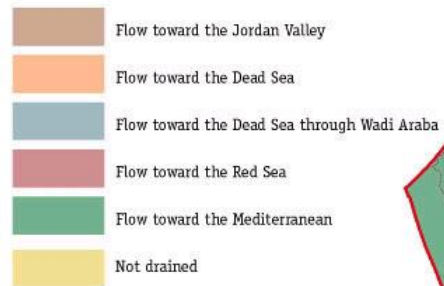 Flow toward the Jordan Valley
Flow toward the Dead Sea
Flow toward the Dead Sea through Wadi Araba
Flow toward the Red Sea
Flow toward the Mediterranean
Not drained